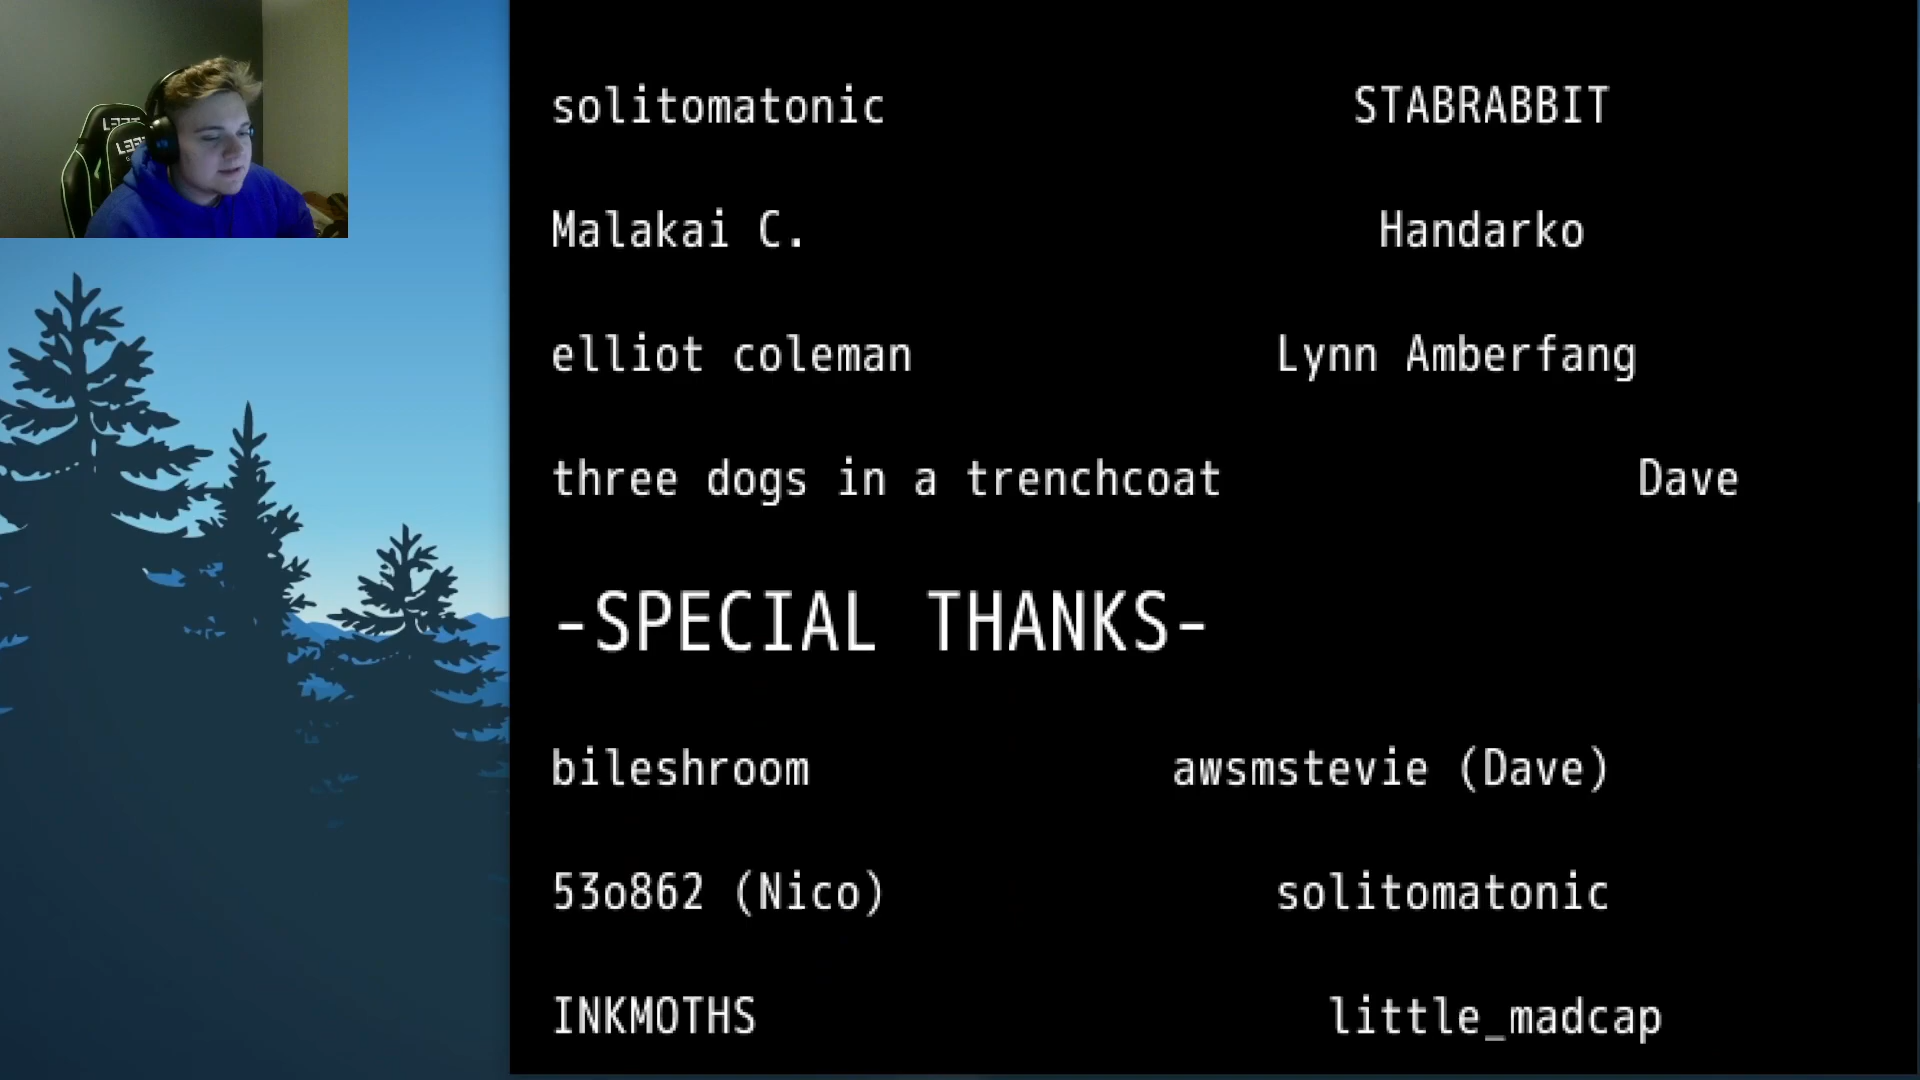 solitomatonic STABRABBIT
Malakai C. Handarko
elliot coleman Lynn Amberfang
three dogs in a trenchcoat Dave
-SPECIAL THANKS-
bileshroom awsmstevie (Dave)
53o862 (Nico) solitomatonic
INKMOTHS little_madcap